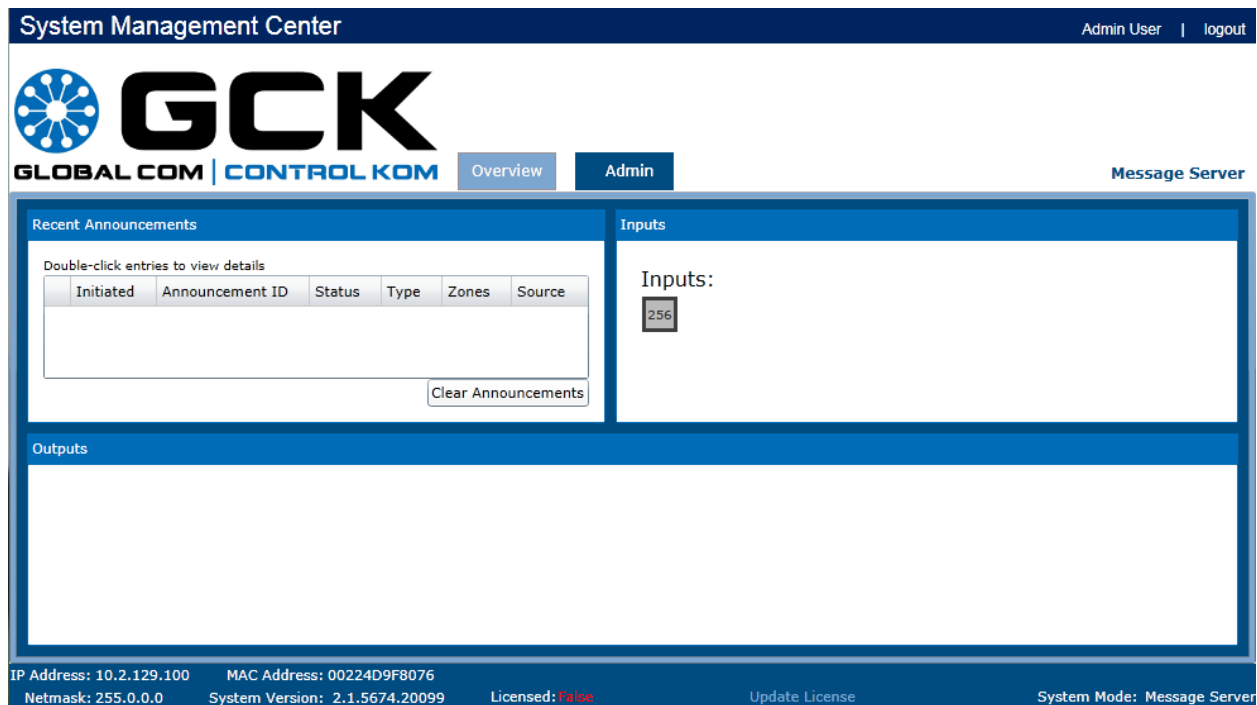 System Management Center
Admin User | logout
GCK
GLOBAL COM | CONTROL KOM
Overview
Admin
Message Server
Recent Announcements
Inputs
Double-click entries to view details
Initiated Announcement ID Status Type Zones Source
Clear Announcements
Inputs:
256
Outputs
IP Address: 10.2.129.100 MAC Address: 00224D9F8076
Netmask: 255.0.0.0 System Version: 2.1.5674.20099 Licensed: False Update License System Mode: Message Server